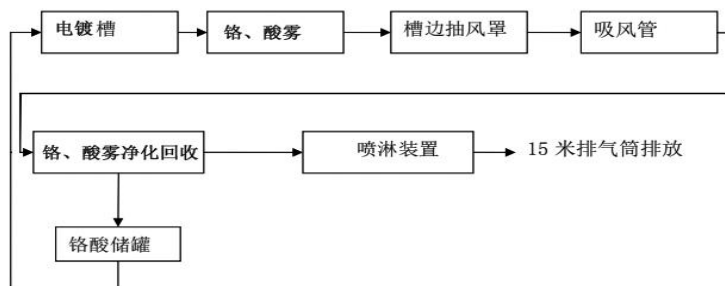 电镀槽
铬、酸雾
槽边抽风罩
吸风管
铬、酸雾净化回收
喷淋装置
15 米排气筒排放
铬酸储罐